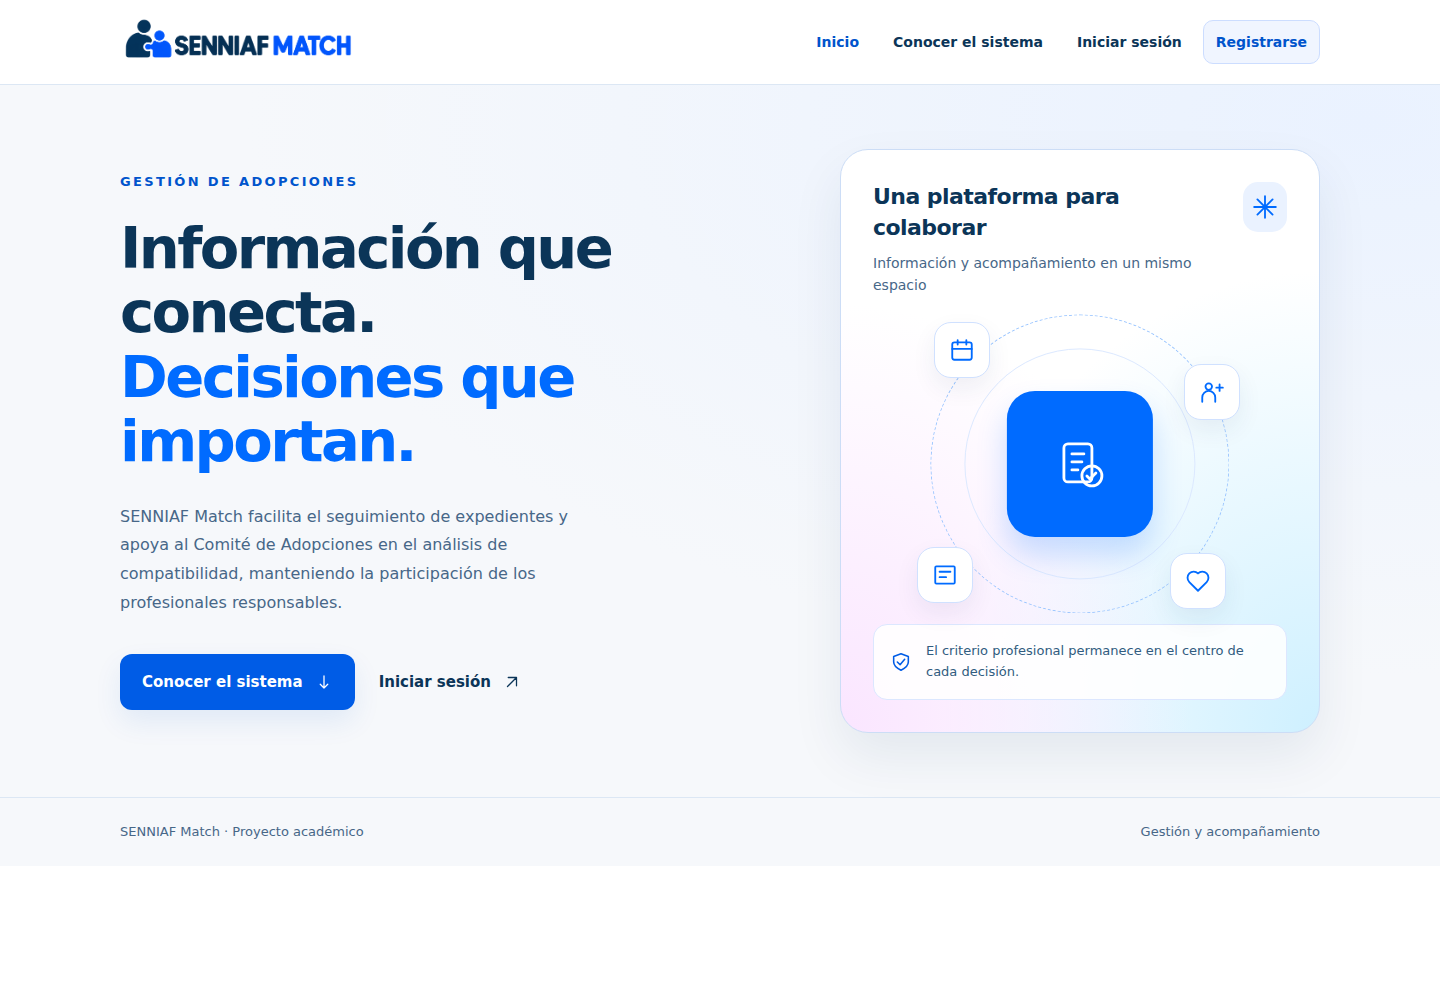 SENNIAF MATCH
Inicio
Conocer el sistema
Iniciar sesión
Registrarse
GESTIÓN DE ADOPCIONES
Información que
conecta.
Decisiones que
importan.
SENNIAF Match facilita el seguimiento de expedientes y
apoya al Comité de Adopciones en el análisis de
compatibilidad, manteniendo la participación de los
profesionales responsables.
Conocer el sistema
Iniciar sesión
Una plataforma para
colaborar
Información y acompañamiento en un mismo
espacio
El criterio profesional permanece en el centro de
cada decisión.
SENNIAF Match · Proyecto académico
Gestión y acompañamiento